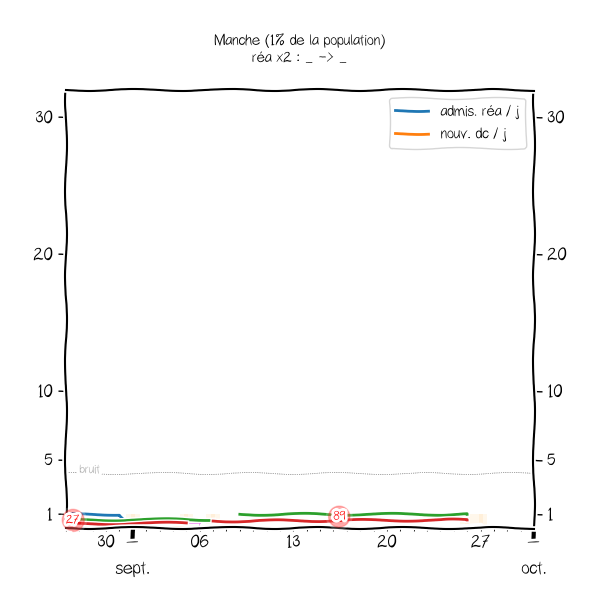 Manche (1% de la population)
réa x2 : _ -> _
admis. réa / j
nouv. dc / j
30
30
20
20
10
10
5
5
bruit
1
1
27
89
30
06
13
20
27
sept.
oct.